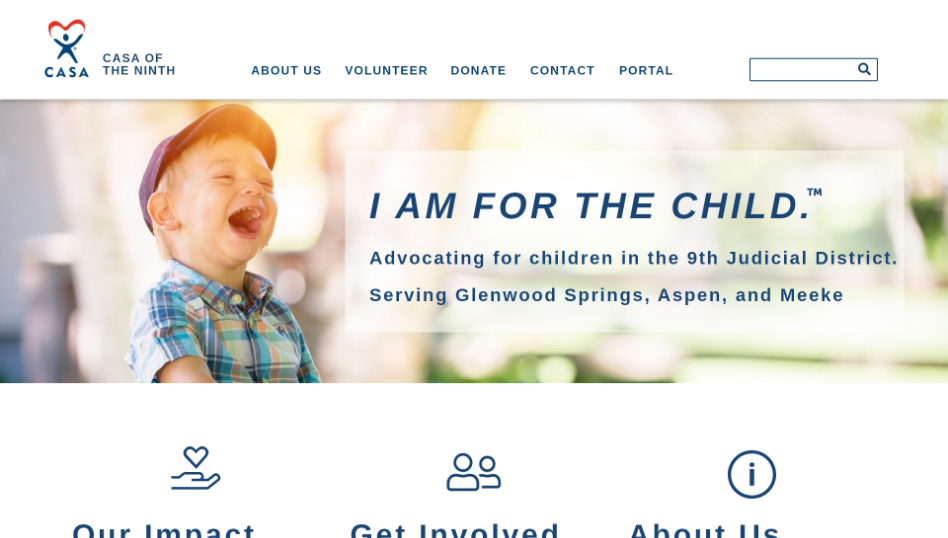 CASA
CASA OF
THE NINTH
ABOUT US VOLUNTEER DONATE CONTACT PORTAL
I AM FOR THE CHILD.™
Advocating for children in the 9th Judicial District.
Serving Glenwood Springs, Aspen, and Meeke
Our Impact Get Involved About Us